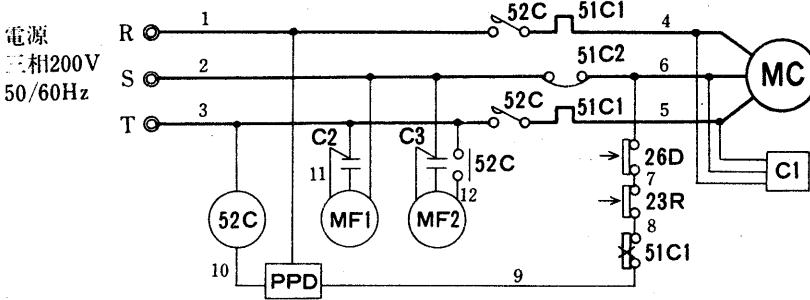 電源
三相200V
50/60Hz
R 1 52C 51C1 4
S 2 51C2 6 MC
T 3 52C 51C1 5
C2 C3 52C 26D C1
11 12 7
52C MF1 MF2 23R
8
51C1
10 PPD 9